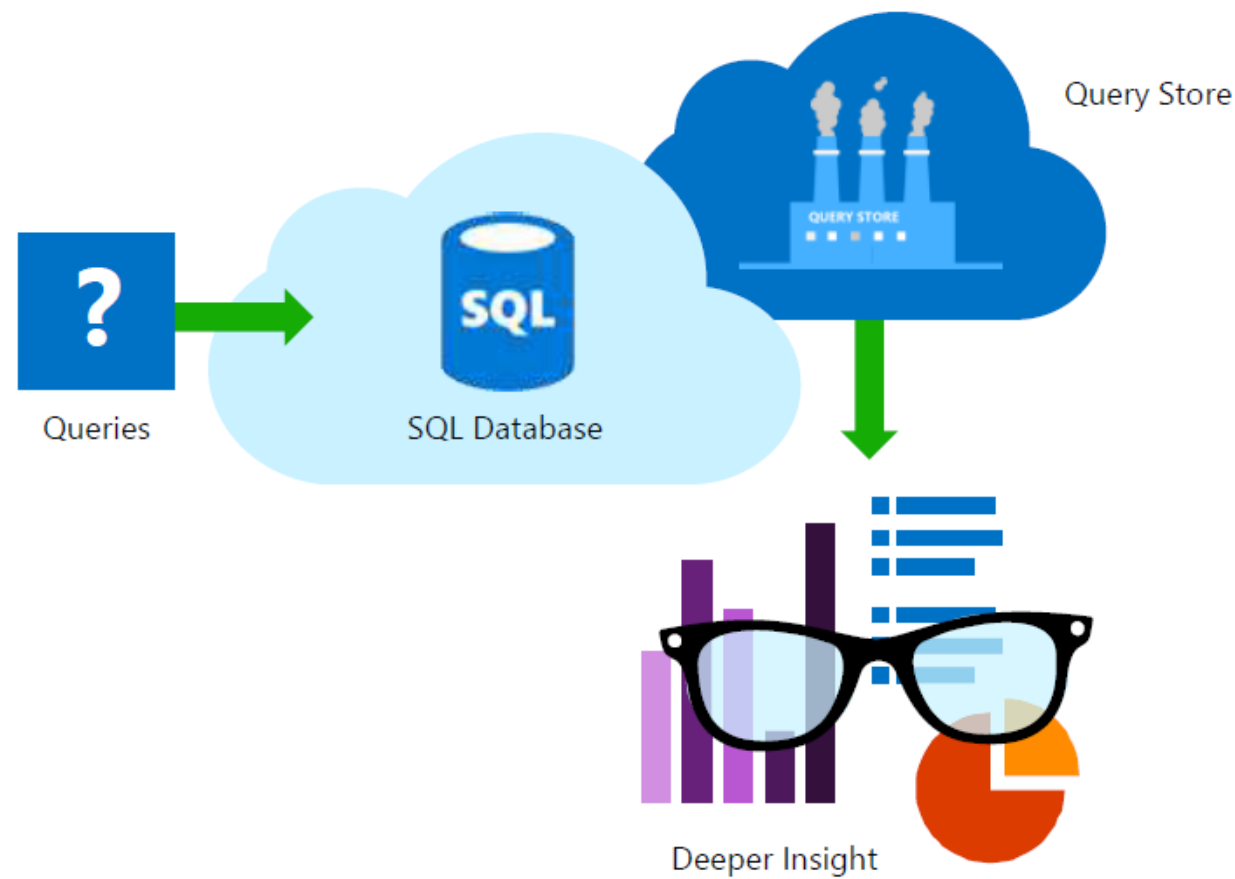 Query Store
QUERY STORE
?
SQL
Queries
SQL Database
Deeper Insight